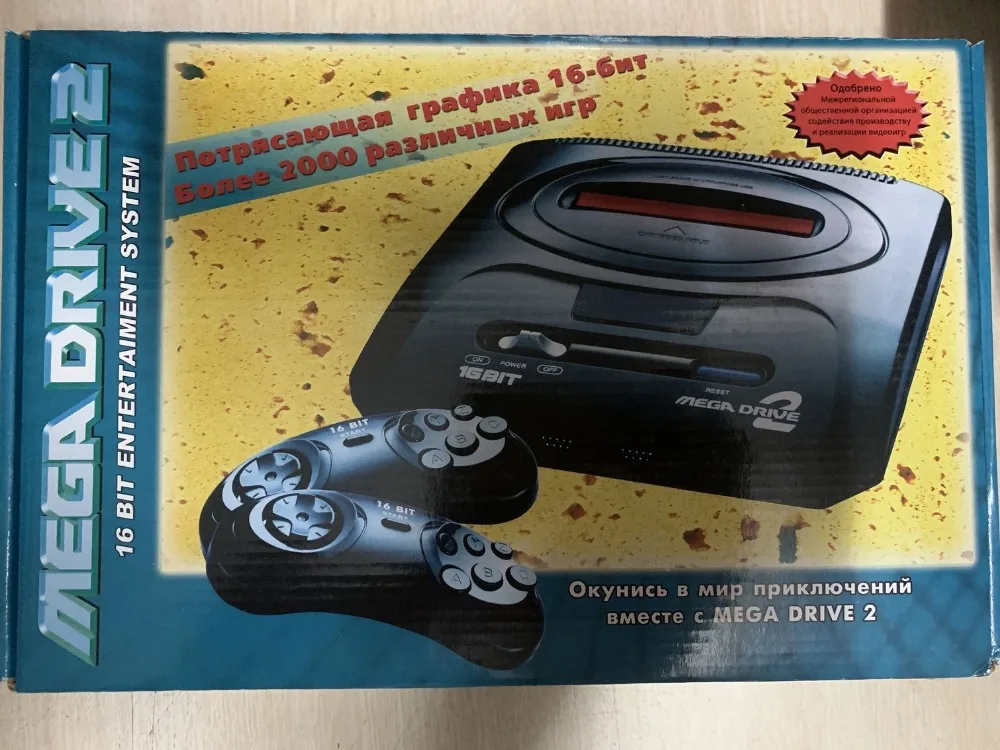 MEGA DRIVE 2
16 BIT ENTERTAIMENT SYSTEM
Потрясающая графика 16-бит
Более 2000 различных игр
Одобрено
Межрегиональной
общественной организацией
содействия производству
и реализации видеоигр
ON POWER OFF
16BIT
RESET
MEGA DRIVE 2
16 BIT
START
A B C
16 BIT
START
A B C
Окунись в мир приключений
вместе с MEGA DRIVE 2